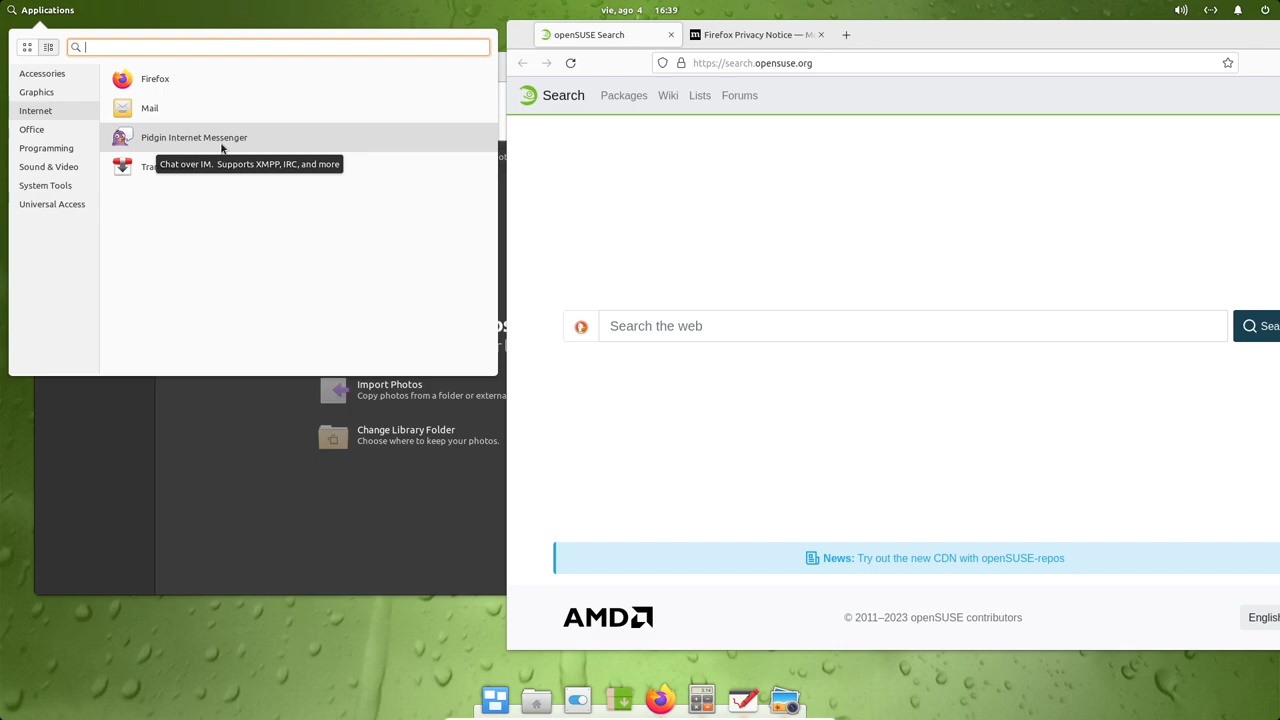 Applications
vie, ago 4 16:39
Accessories
Graphics
Internet
Office
Programming
Sound & Video
System Tools
Universal Access
Firefox
Mail
Pidgin Internet Messenger
Chat over IM. Supports XMPP, IRC, and more
Import Photos
Copy photos from a folder or externa
Change Library Folder
Choose where to keep your photos.
openSUSE Search
Firefox Privacy Notice — M
https://search.opensuse.org
Search
Packages
Wiki
Lists
Forums
Search the web
Sea
News: Try out the new CDN with openSUSE-repos
AMD
© 2011–2023 openSUSE contributors
English
3.14